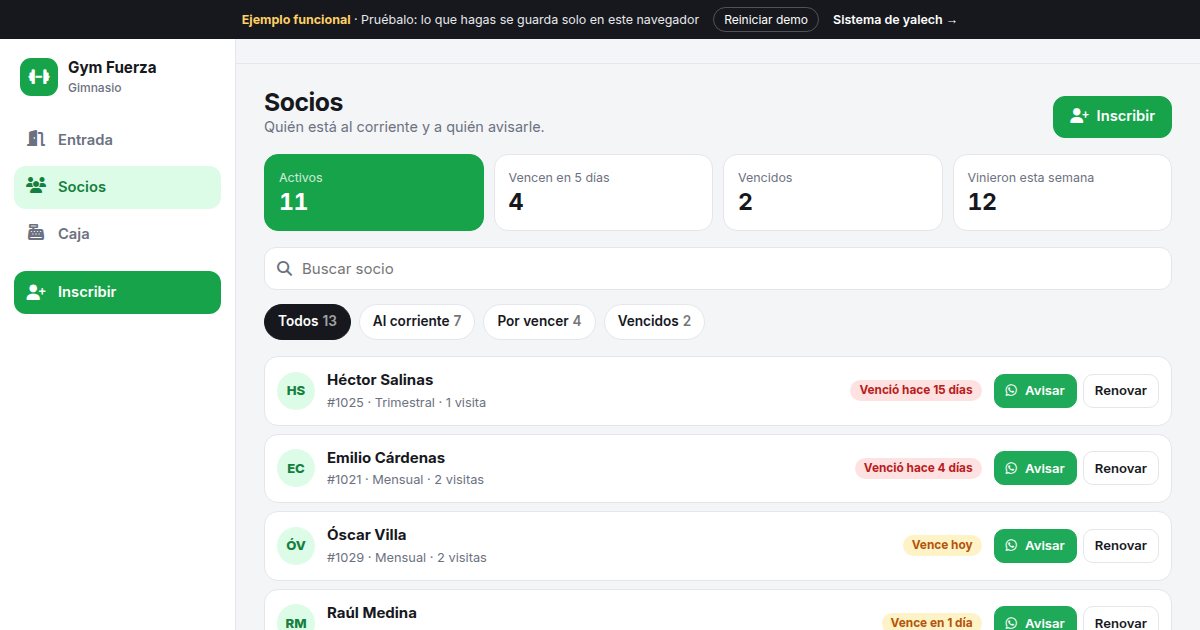 Ejemplo funcional · Pruébalo: lo que hagas se guarda solo en este navegador Reiniciar demo Sistema de yalech →
Gym Fuerza
Gimnasio
Entrada
Socios
Caja
Inscribir
Socios
Quién está al corriente y a quién avisarle.
Inscribir
Activos
11
Vencen en 5 días
4
Vencidos
2
Vinieron esta semana
12
Buscar socio
Todos 13 Al corriente 7 Por vencer 4 Vencidos 2
HS
Héctor Salinas
#1025 · Trimestral · 1 visita
Venció hace 15 días Avisar Renovar
EC
Emilio Cárdenas
#1021 · Mensual · 2 visitas
Venció hace 4 días Avisar Renovar
ÓV
Óscar Villa
#1029 · Mensual · 2 visitas
Vence hoy Avisar Renovar
RM
Raúl Medina
Vence en 1 día Avisar Renovar